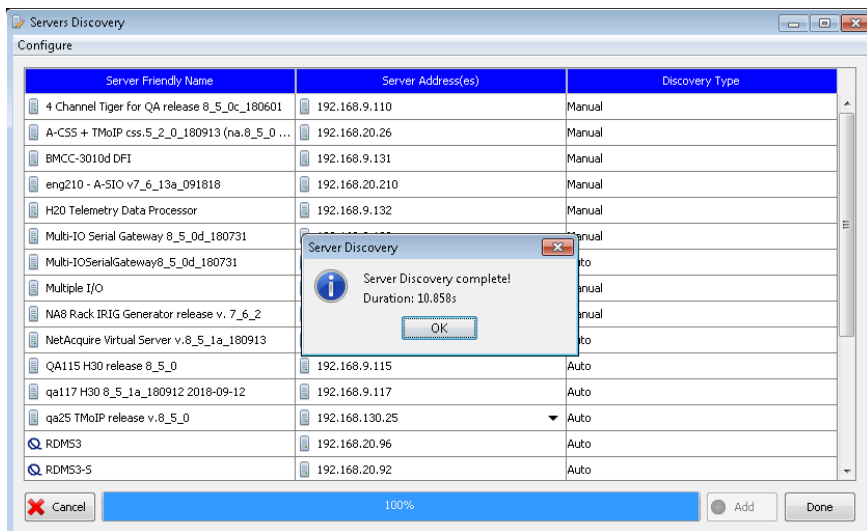 Servers Discovery
Configure
Server Friendly Name Server Address(es) Discovery Type
4 Channel Tiger for QA release 8_5_0c_180601 192.168.9.110 Manual
A-CSS + TMoIP css.5_2_0_180913 (na.8_5_0 ... 192.168.20.26 Manual
BMCC-3010d DFI 192.168.9.131 Manual
eng210 - A-SIO v7_6_13a_091818 192.168.20.210 Manual
H20 Telemetry Data Processor 192.168.9.132 Manual
Multi-IO Serial Gateway 8_5_0d_180731
Multi-IOSerialGateway8_5_0d_180731
Multiple I/O
NA8 Rack IRIG Generator release v. 7_6_2
NetAcquire Virtual Server v.8_5_1a_180913
Server Discovery
Server Discovery complete!
Duration: 10.858s
OK
QA115 H30 release 8_5_0 192.168.9.115 Auto
qa117 H30 8_5_1a_180912 2018-09-12 192.168.9.117 Auto
qa25 TMoIP release v.8_5_0 192.168.130.25 Auto
RDMS3 192.168.20.96 Auto
RDMS3-S 192.168.20.92 Auto
Cancel 100% Add Done